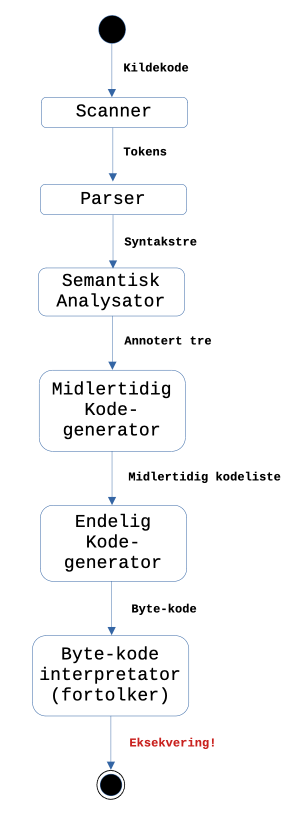 Kildekode
Scanner
Tokens
Parser
Syntakstre
Semantisk
Analysator
Annotert tre
Midlertidig
Kode-
generator
Midlertidig kodeliste
Endelig
Kode-
generator
Byte-kode
Byte-kode
interpretator
(fortolker)
Eksekvering!